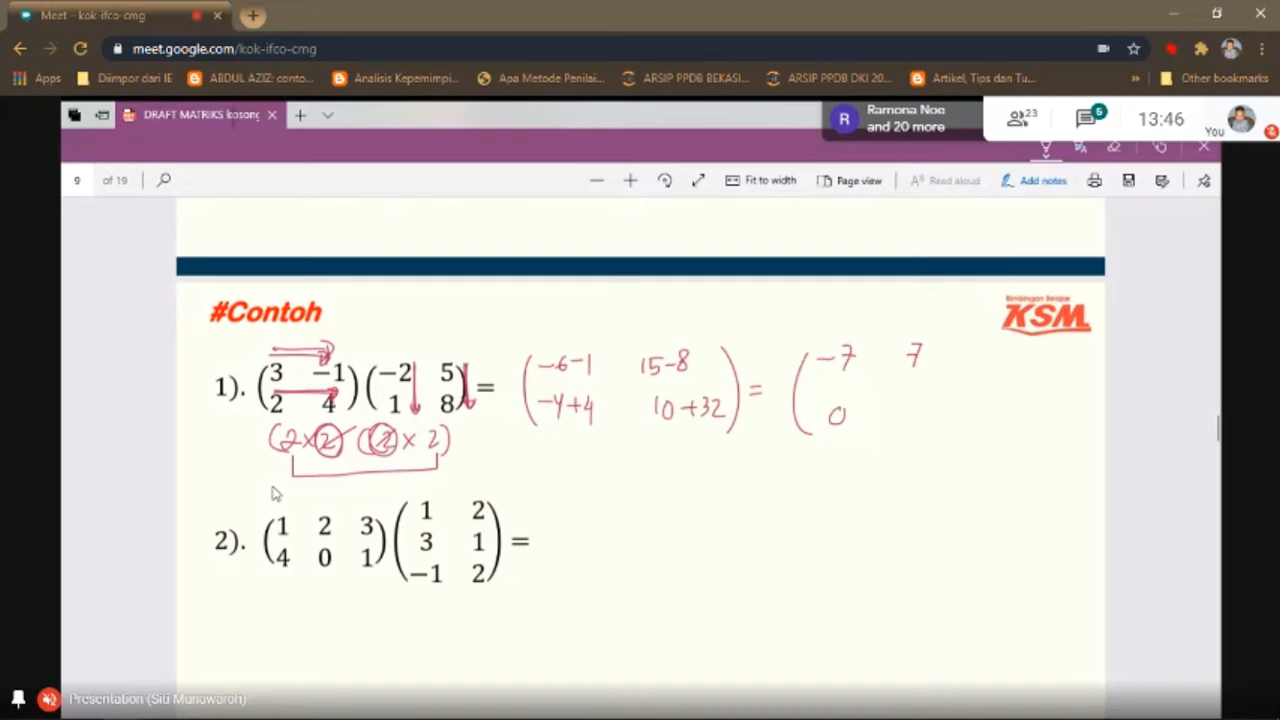 Meet – kok-ifco-cmg
meet.google.com/kok-ifco-cmg
Apps Diimpor dari IE ABDUL AZIZ: conto... Analisis Kepemimpi... Apa Metode Penilai... ARSIP PPDB BEKASI... ARSIP PPDB DKI 20... Artikel, Tips dan Tu... » Other bookmarks
DRAFT MATRIKS kosong
R Ramona Noe and 20 more
23 5 13:46 You
9 of 19 Fit to width Page view Read aloud Add notes
#Contoh
Bimbingan Belajar
KSM
1). (3 −1) (−2 5) = (−6−1 15−8) = (−7 7
(2 4) (1 8) (−4+4 10+32) (0
(2×2) (2×2)
2). (1 2 3) (1 2) =
(4 0 1) (3 1)
(−1 2)
Presentation (Siti Munawaroh)